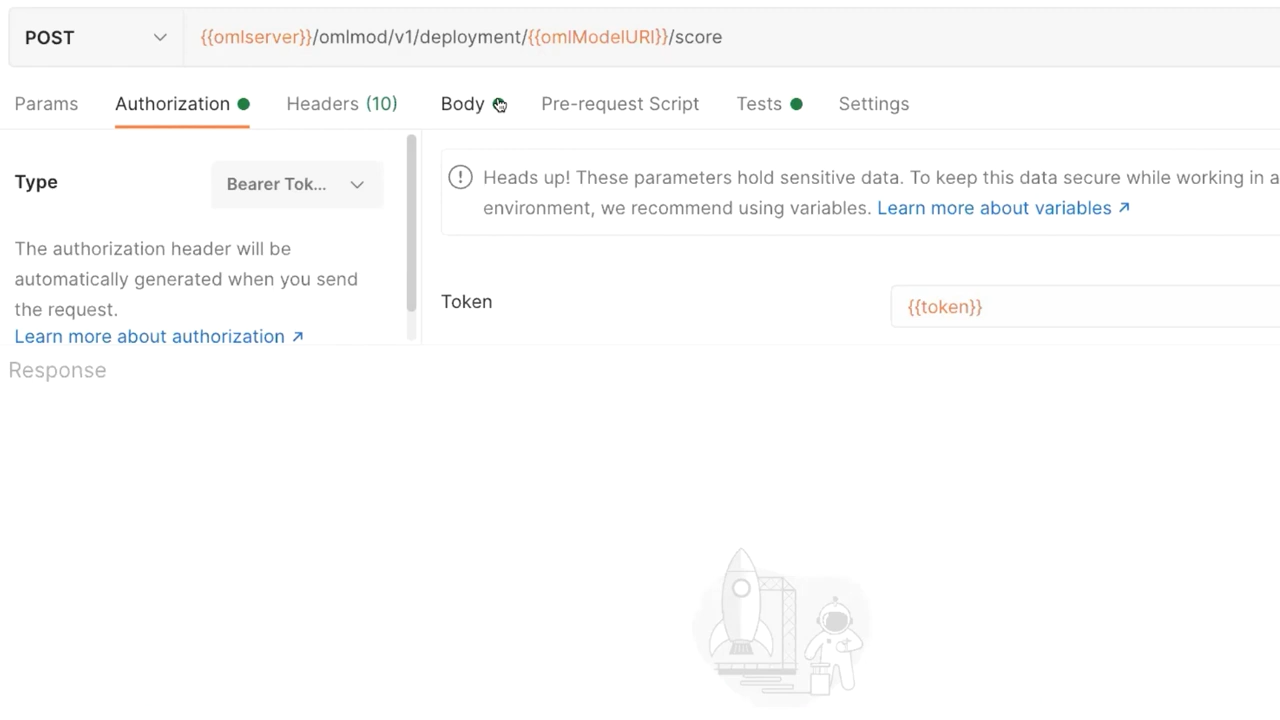 POST
{{omlserver}}/omlmod/v1/deployment/{{omlModelURI}}/score
Params
Authorization
Headers (10)
Body
Pre-request Script
Tests
Settings
Type
Bearer Tok...
The authorization header will be
automatically generated when you send
the request.
Learn more about authorization ↗
Heads up! These parameters hold sensitive data. To keep this data secure while working in a
environment, we recommend using variables. Learn more about variables ↗
Token
{{token}}
Response